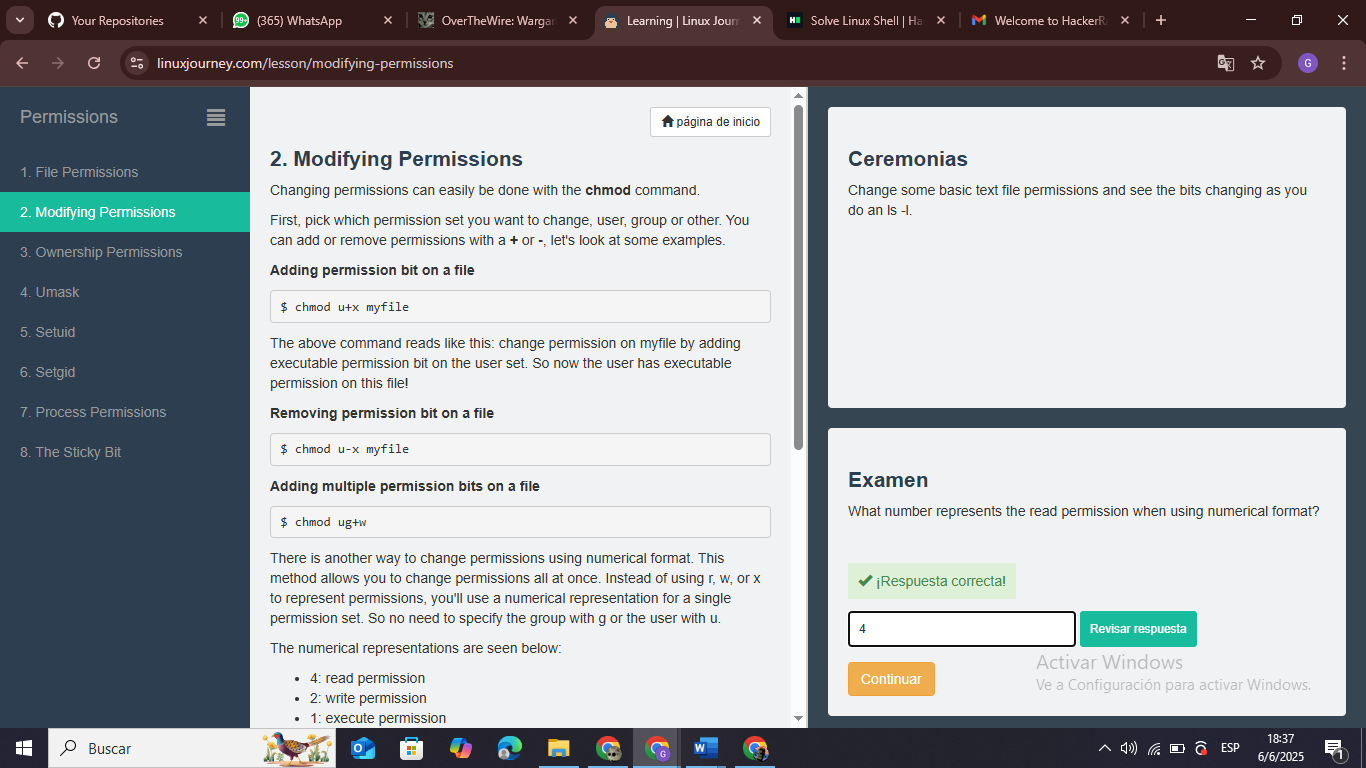 Your Repositories
(365) WhatsApp
OverTheWire: Wargar
Learning | Linux Journ
Solve Linux Shell | Ha
Welcome to HackerR
99+
linuxjourney.com/lesson/modifying-permissions
G
Permissions
1. File Permissions
2. Modifying Permissions
3. Ownership Permissions
4. Umask
5. Setuid
6. Setgid
7. Process Permissions
8. The Sticky Bit
página de inicio
2. Modifying Permissions
Changing permissions can easily be done with the chmod command.
First, pick which permission set you want to change, user, group or other. You
can add or remove permissions with a + or -, let's look at some examples.
Adding permission bit on a file
$ chmod u+x myfile
The above command reads like this: change permission on myfile by adding
executable permission bit on the user set. So now the user has executable
permission on this file!
Removing permission bit on a file
$ chmod u-x myfile
Adding multiple permission bits on a file
$ chmod ug+w
There is another way to change permissions using numerical format. This
method allows you to change permissions all at once. Instead of using r, w, or x
to represent permissions, you'll use a numerical representation for a single
permission set. So no need to specify the group with g or the user with u.
The numerical representations are seen below:
• 4: read permission
• 2: write permission
• 1: execute permission
Ceremonias
Change some basic text file permissions and see the bits changing as you
do an ls -l.
Examen
What number represents the read permission when using numerical format?
¡Respuesta correcta!
4
Revisar respuesta
Continuar
Activar Windows
Ve a Configuración para activar Windows.
Buscar
ESP
18:37
6/6/2025
1